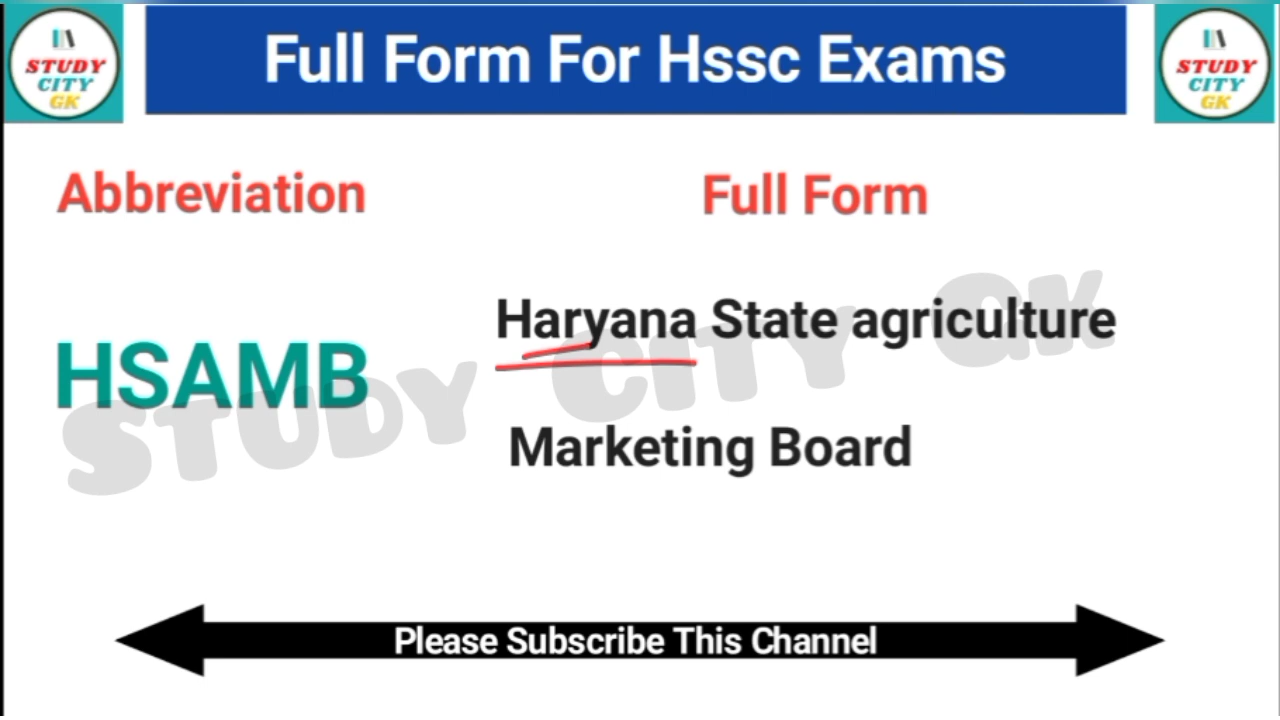 STUDY
CITY
GK
Full Form For Hssc Exams
STUDY
CITY
GK
Abbreviation
Full Form
HSAMB
Haryana State agriculture
Marketing Board
STUDY CITY GK
Please Subscribe This Channel